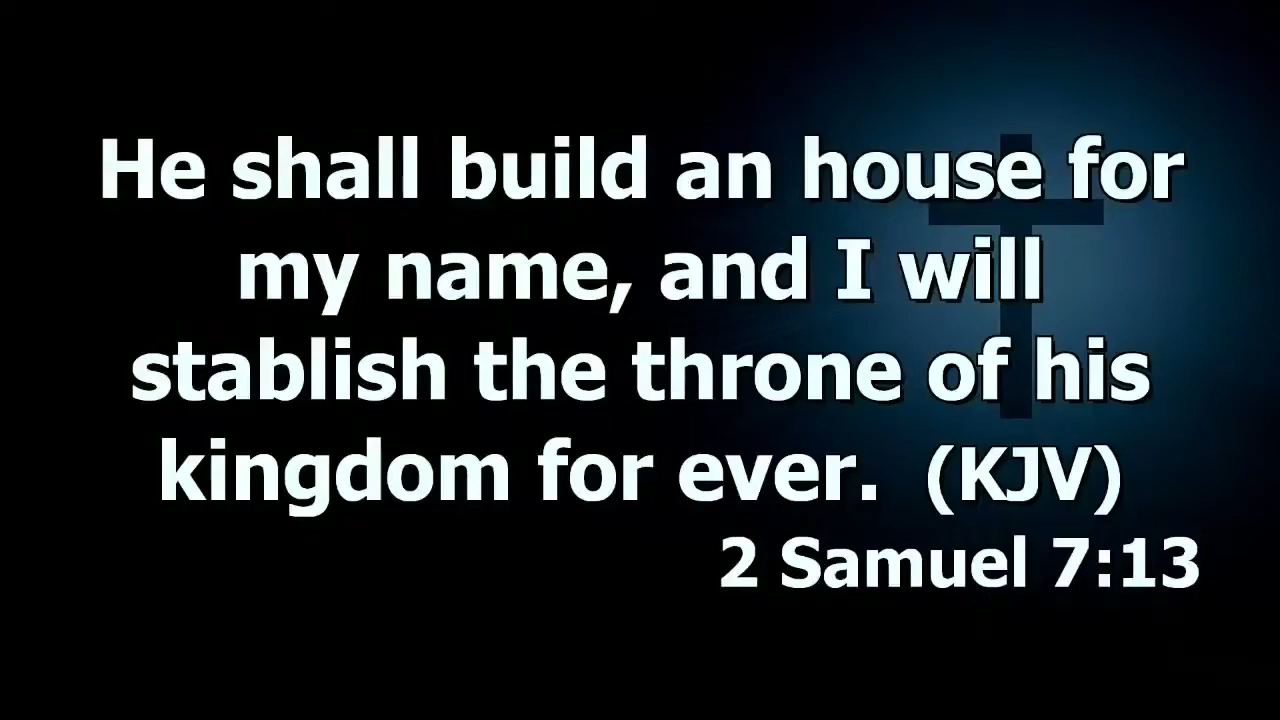 He shall build an house for
my name, and I will
stablish the throne of his
kingdom for ever.  (KJV)
2 Samuel 7:13